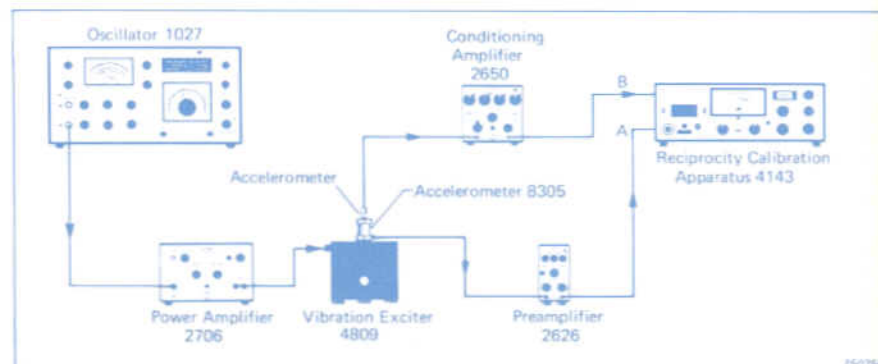 Oscillator 1027
Conditioning
Amplifier
2650
B
A
Reciprocity Calibration
Apparatus 4143
Accelerometer
Accelerometer 8305
Power Amplifier
2706
Vibration Exciter
4809
Preamplifier
2626